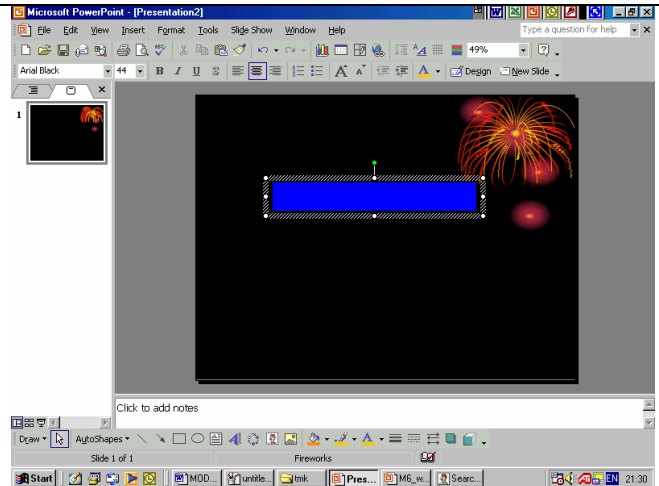 Microsoft PowerPoint - [Presentation2]
File Edit View Insert Format Tools Slide Show Window Help Type a question for help
49%
Arial Black 44 B I U S A A A Design New Slide
1
Click to add notes
Draw AutoShapes A A
Slide 1 of 1 Fireworks
Start MOD... untitle... tmk Pres... M6_w... Searc... EN 21:30